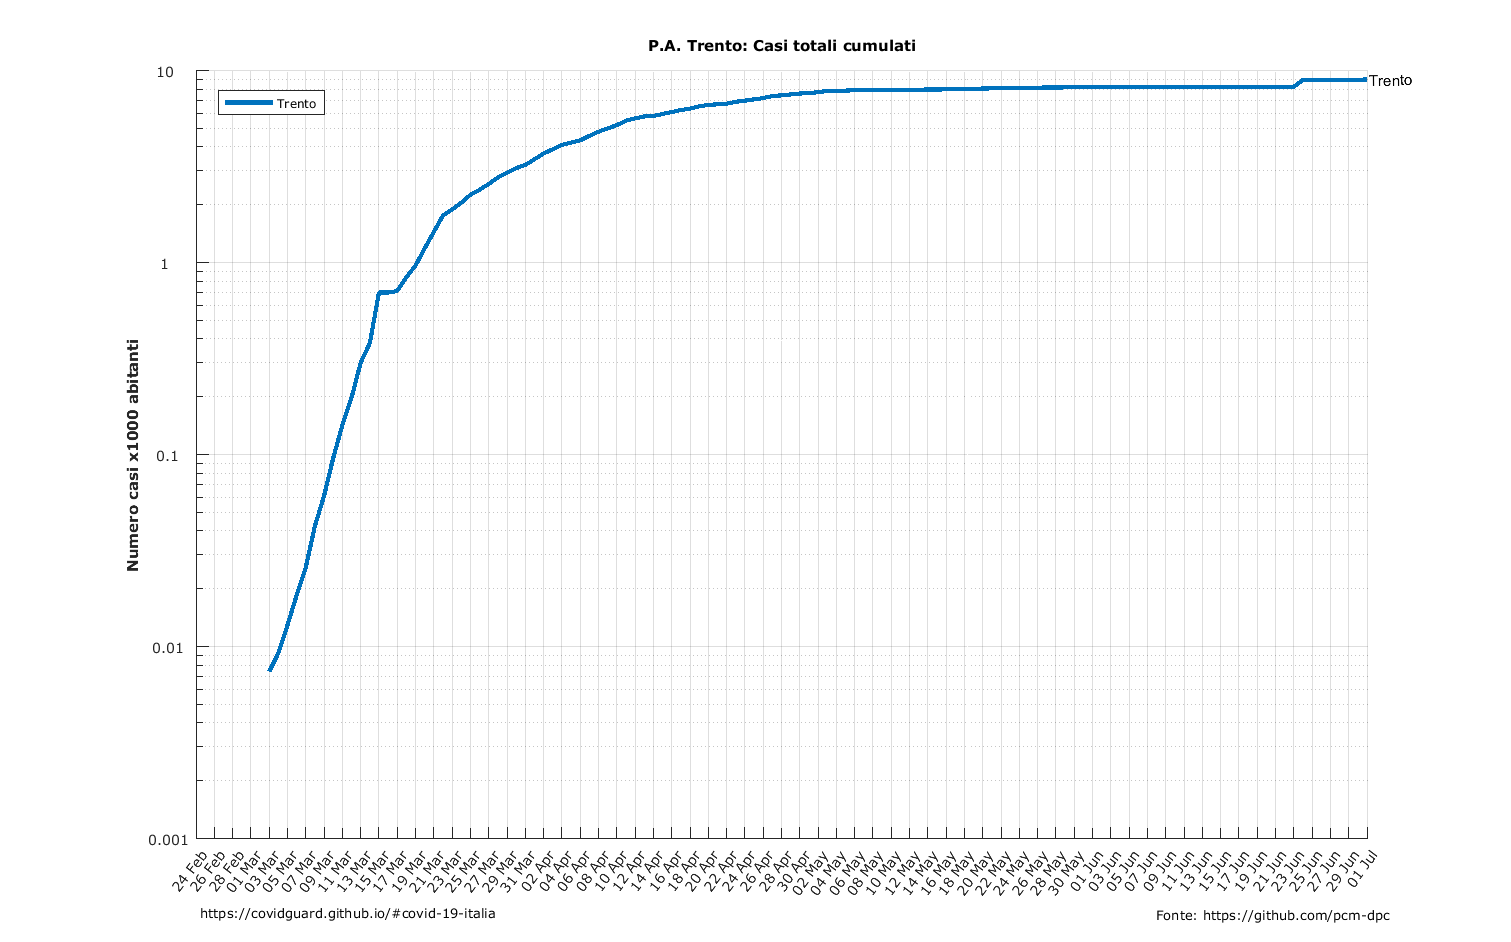 P.A. Trento: Casi totali cumulati
10
1
0.1
0.01
0.001
Numero casi x1000 abitanti
Trento
Trento
24 Feb
26 Feb
28 Feb
01 Mar
03 Mar
05 Mar
07 Mar
09 Mar
11 Mar
13 Mar
15 Mar
17 Mar
19 Mar
21 Mar
23 Mar
25 Mar
27 Mar
29 Mar
31 Mar
02 Apr
04 Apr
06 Apr
08 Apr
10 Apr
12 Apr
14 Apr
16 Apr
18 Apr
20 Apr
22 Apr
24 Apr
26 Apr
28 Apr
30 Apr
02 May
04 May
06 May
08 May
10 May
12 May
14 May
16 May
18 May
20 May
22 May
24 May
26 May
28 May
30 May
01 Jun
03 Jun
05 Jun
07 Jun
09 Jun
11 Jun
13 Jun
15 Jun
17 Jun
19 Jun
21 Jun
23 Jun
25 Jun
27 Jun
29 Jun
01 Jul
https://covidguard.github.io/#covid-19-italia
Fonte: https://github.com/pcm-dpc